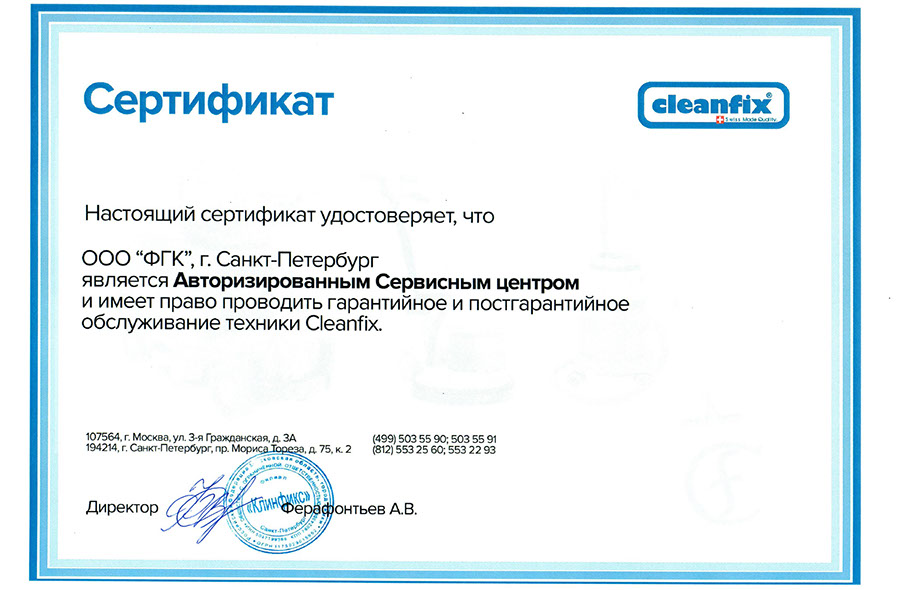 Сертификат
cleanfix®
Swiss Made Quality
Настоящий сертификат удостоверяет, что
ООО “ФГК”, г. Санкт-Петербург
является Авторизированным Сервисным центром
и имеет право проводить гарантийное и постгарантийное
обслуживание техники Cleanfix.
107564, г. Москва, ул. 3-я Гражданская, д. 3А (499) 503 55 90; 503 55 91
194214, г. Санкт-Петербург, пр. Мориса Тореза, д. 75, к. 2 (812) 553 25 60; 553 22 93
Директор Ферафонтьев А.В.
«Клинфикс»
Санкт-Петербург